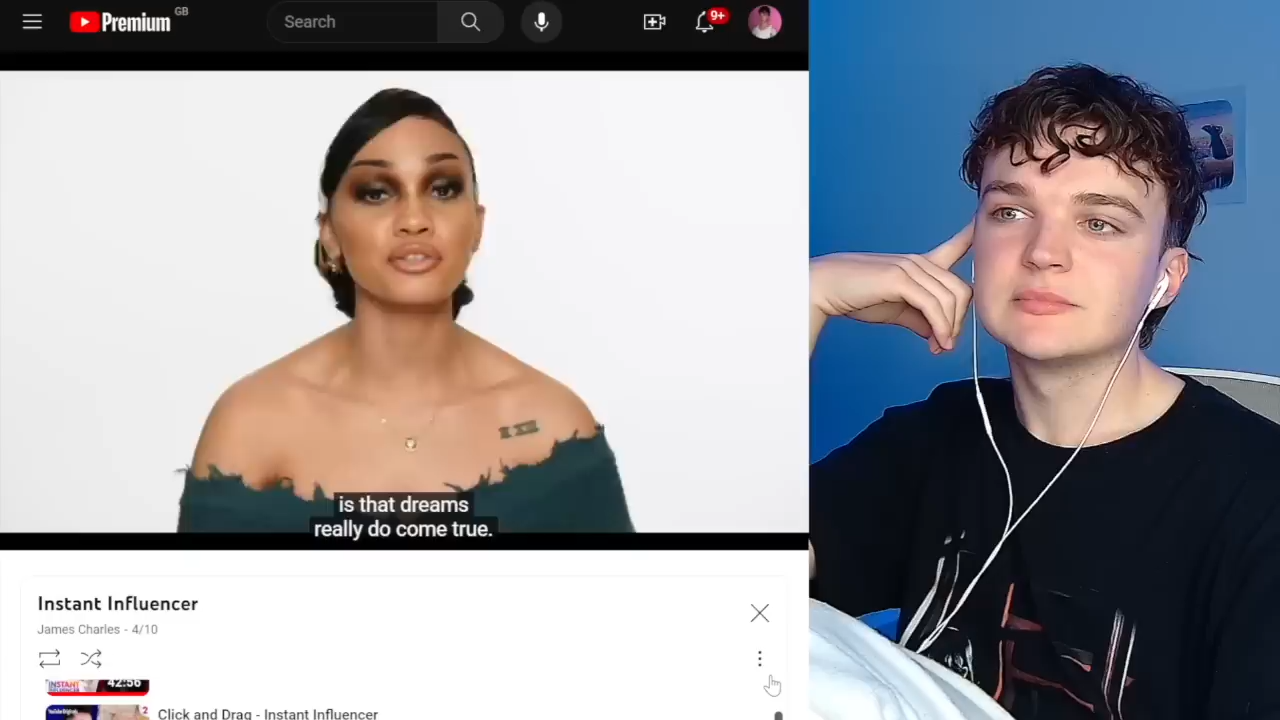 Premium
GB
Search
9+
is that dreams
really do come true.
Instant Influencer
James Charles - 4/10
INSTANT
42:56
Click and Drag - Instant Influencer